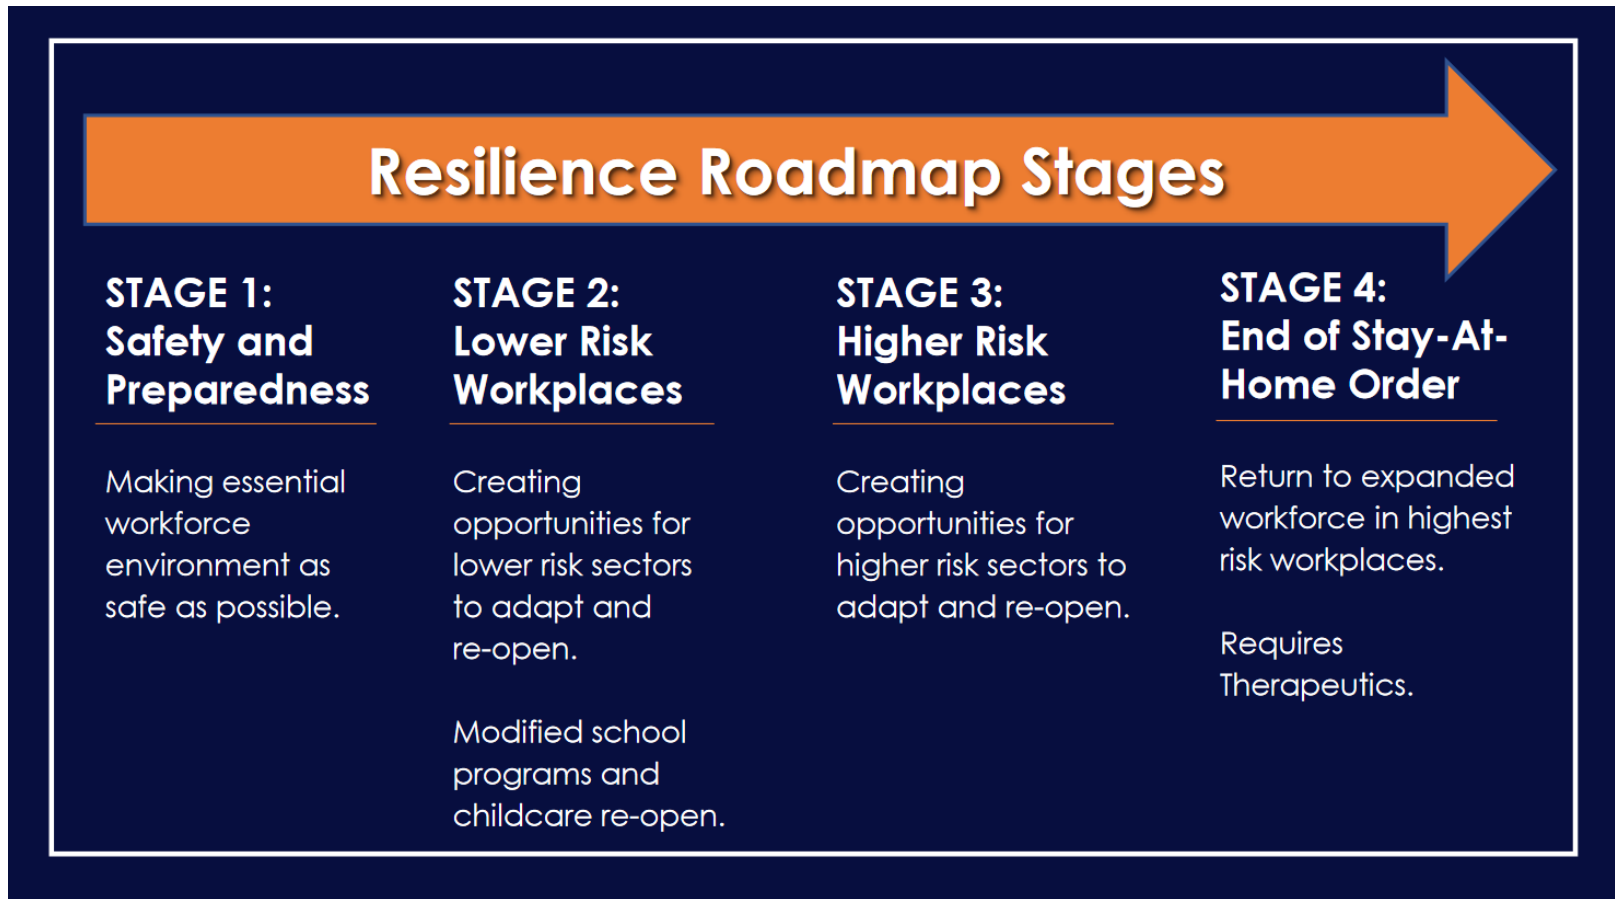 Resilience Roadmap Stages
STAGE 1:
Safety and
Preparedness
Making essential
workforce
environment as
safe as possible.
STAGE 2:
Lower Risk
Workplaces
Creating
opportunities for
lower risk sectors
to adapt and
re-open.
Modified school
programs and
childcare re-open.
STAGE 3:
Higher Risk
Workplaces
Creating
opportunities for
higher risk sectors to
adapt and re-open.
STAGE 4:
End of Stay-At-
Home Order
Return to expanded
workforce in highest
risk workplaces.
Requires
Therapeutics.